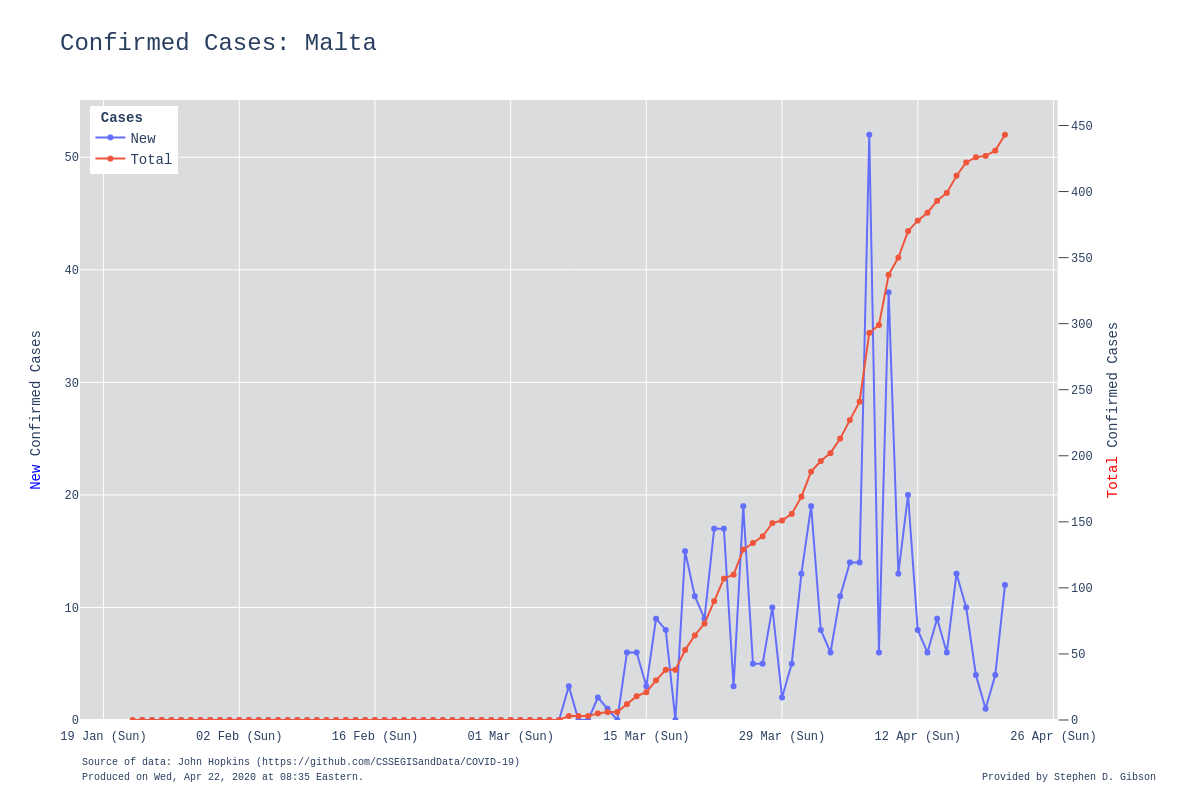 Confirmed Cases: Malta
Cases
New
Total
50
40
30
20
10
0
New Confirmed Cases
450
400
350
300
250
200
150
100
50
0
Total Confirmed Cases
19 Jan (Sun) 02 Feb (Sun) 16 Feb (Sun) 01 Mar (Sun) 15 Mar (Sun) 29 Mar (Sun) 12 Apr (Sun) 26 Apr (Sun)
Source of data: John Hopkins (https://github.com/CSSEGISandData/COVID-19)
Produced on Wed, Apr 22, 2020 at 08:35 Eastern.
Provided by Stephen D. Gibson